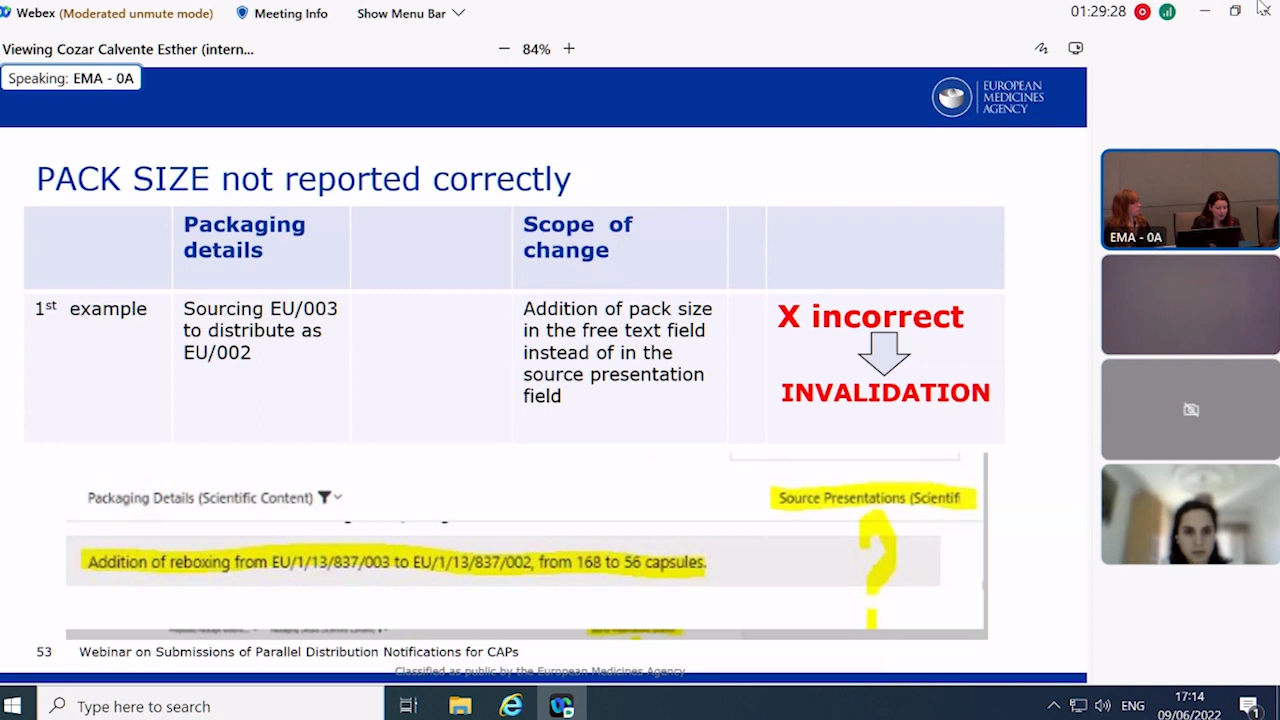 Webex (Moderated unmute mode) Meeting Info Show Menu Bar 01:29:28
Viewing Cozar Calvente Esther (intern... 84%
Speaking: EMA - 0A
EUROPEAN
MEDICINES
AGENCY
PACK SIZE not reported correctly
Packaging
details
Scope of
change
1st example
Sourcing EU/003
to distribute as
EU/002
Addition of pack size
in the free text field
instead of in the
source presentation
field
X incorrect
INVALIDATION
EMA - 0A
Packaging Details (Scientific Content)
Source Presentations (Scientifi
?
Addition of reboxing from EU/1/13/837/003 to EU/1/13/837/002, from 168 to 56 capsules.
53 Webinar on Submissions of Parallel Distribution Notifications for CAPs
Classified as public by the European Medicines Agency
Type here to search
ENG
17:14
09/06/2022
1